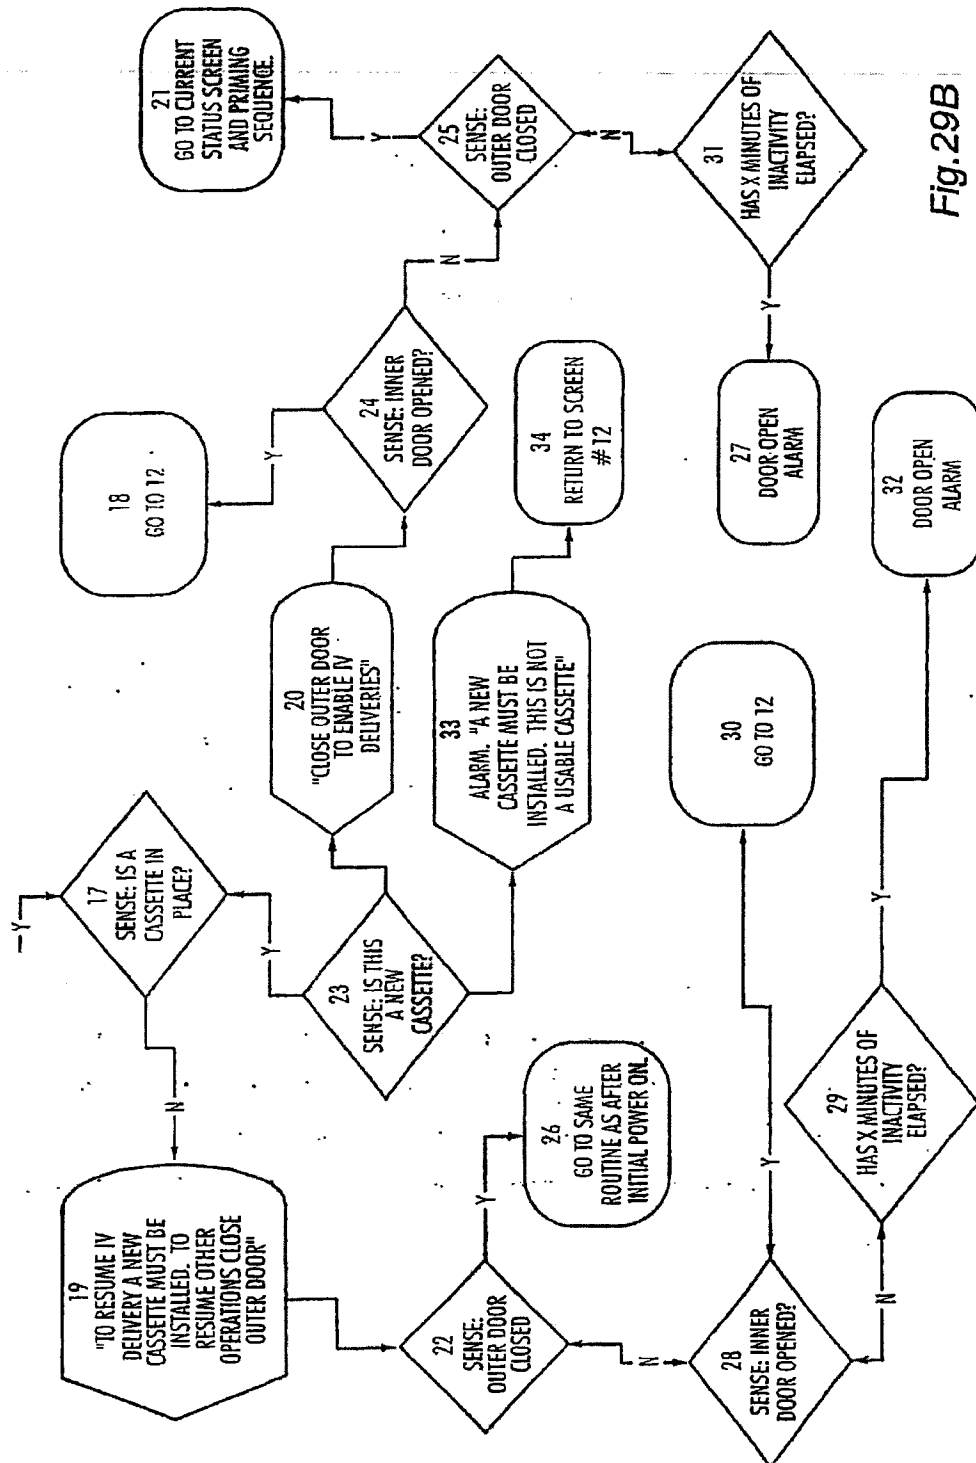 -Y
17
SENSE: IS A
CASSETTE IN
PLACE?
N
Y
19
"TO RESUME IV
DELIVERY A NEW
CASSETTE MUST BE
INSTALLED. TO
RESUME OTHER
OPERATIONS CLOSE
OUTER DOOR"
23
SENSE: IS THIS
A NEW
CASSETTE?
20
"CLOSE OUTER DOOR
TO ENABLE IV
DELIVERIES"
18
GO TO 12
Y
24
SENSE: INNER
DOOR OPENED?
N
21
GO TO CURRENT
STATUS SCREEN
AND PRIMING
SEQUENCE.
Y
25
SENSE:
OUTER DOOR
CLOSED
N
31
HAS X MINUTES OF
INACTIVITY
ELAPSED?
Y
27
DOOR OPEN
ALARM
33
ALARM. "A NEW
CASSETTE MUST BE
INSTALLED. THIS IS NOT
A USABLE CASSETTE"
34
RETURN TO SCREEN
#12
22
SENSE:
OUTER DOOR
CLOSED
Y
26
GO TO SAME
ROUTINE AS AFTER
INITIAL POWER ON.
N
28
SENSE: INNER
DOOR OPENED?
Y
30
GO TO 12
N
29
HAS X MINUTES OF
INACTIVITY
ELAPSED?
Y
32
DOOR OPEN
ALARM
Fig.29B